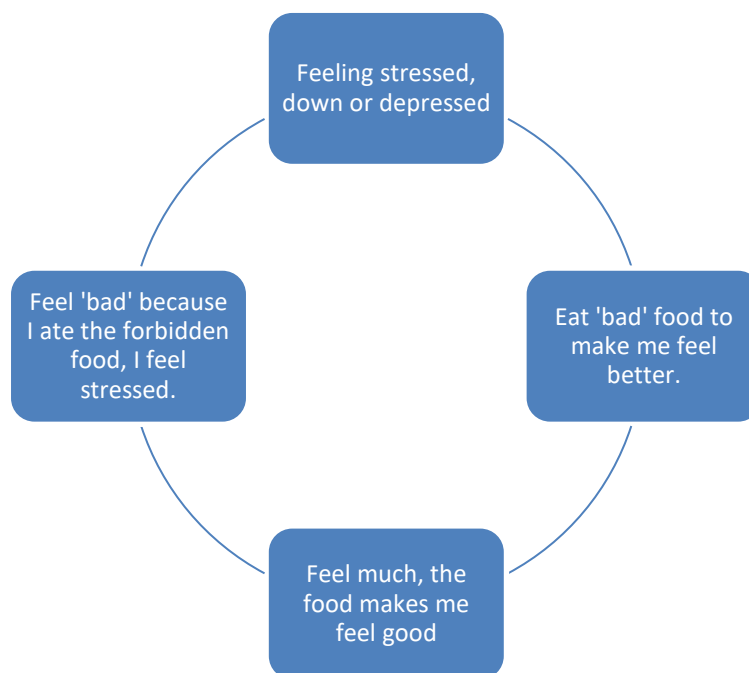 Feeling stressed,
down or depressed
Eat 'bad' food to
make me feel
better.
Feel much, the
food makes me
feel good
Feel 'bad' because
I ate the forbidden
food, I feel
stressed.